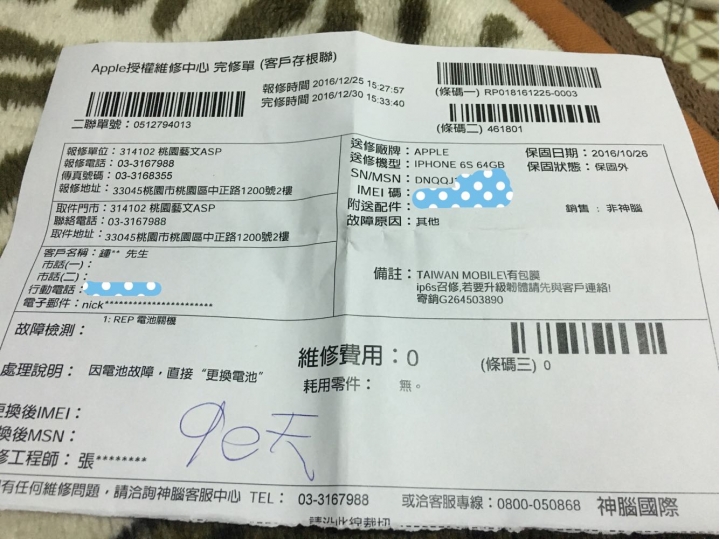 Apple授權維修中心 完修單 (客戶存根聯)
報修時間 2016/12/25 15:27:57
完修時間 2016/12/30 15:33:40
(條碼一) RP018161225-0003
二聯單號：0512794013
(條碼二) 461801
報修單位：314102 桃園藝文ASP
報修電話：03-3167988
傳真號碼：03-3168355
報修地址：33045桃園市桃園區中正路1200號2樓
取件門市：314102 桃園藝文ASP
聯絡電話：03-3167988
取件地址：33045桃園市桃園區中正路1200號2樓
客戶名稱：鍾** 先生
市話(一)：
市話(二)：
行動電話：
電子郵件：nick**********************
送修廠牌：APPLE
保固日期：2016/10/26
送修機型：IPHONE 6S 64GB
保固狀態：保固外
SN/MSN：DNQQJ
IMEI 碼：
附送配件：
銷售：非神腦
故障原因：其他
備註：TAIWAN MOBILE\有包膜
ip6s召修,若要升級韌體請先與客戶連絡!
寄銷G264503890
故障檢測：
1: REP 電池關機
維修費用：0
(條碼三) 0
處理說明： 因電池故障，直接“更換電池”
耗用零件： 無。
更換後IMEI：
換後MSN：
修工程師：張********
90天
有任何維修問題，請洽詢神腦客服中心 TEL： 03-3167988 或洽客服專線：0800-050868 神腦國際